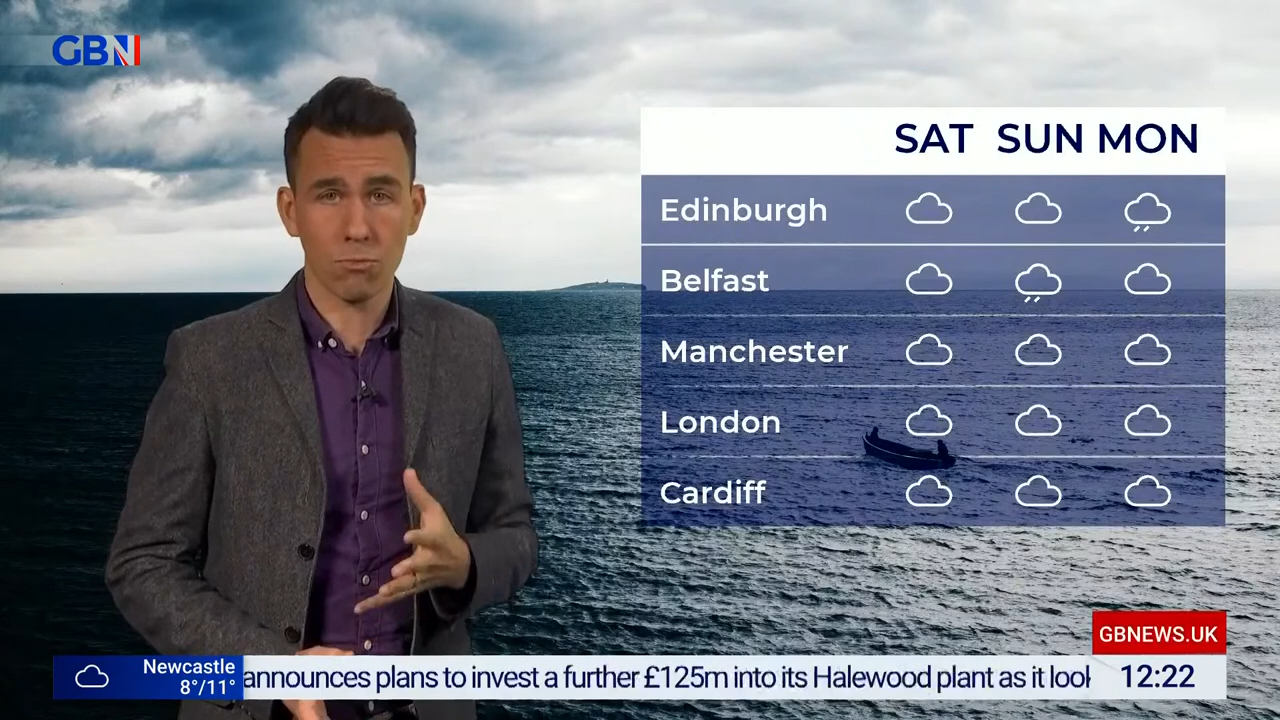 GBN
SAT SUN MON
Edinburgh
Belfast
Manchester
London
Cardiff
GBNEWS.UK
Newcastle
8°/11°
announces plans to invest a further £125m into its Halewood plant as it look
12:22